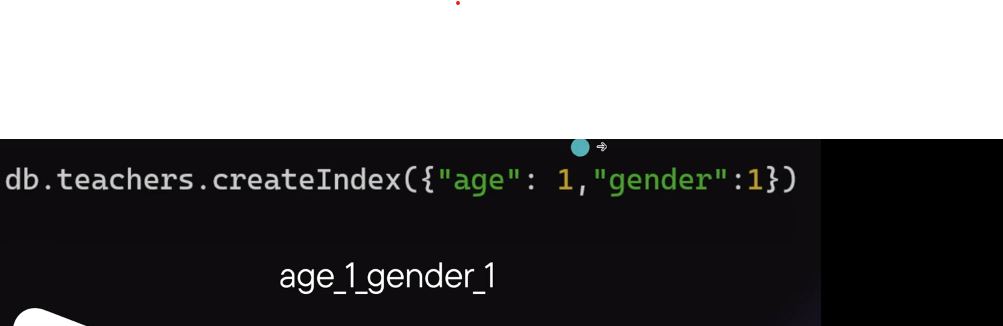 db.teachers.createIndex({"age": 1,"gender":1})
age_1_gender_1